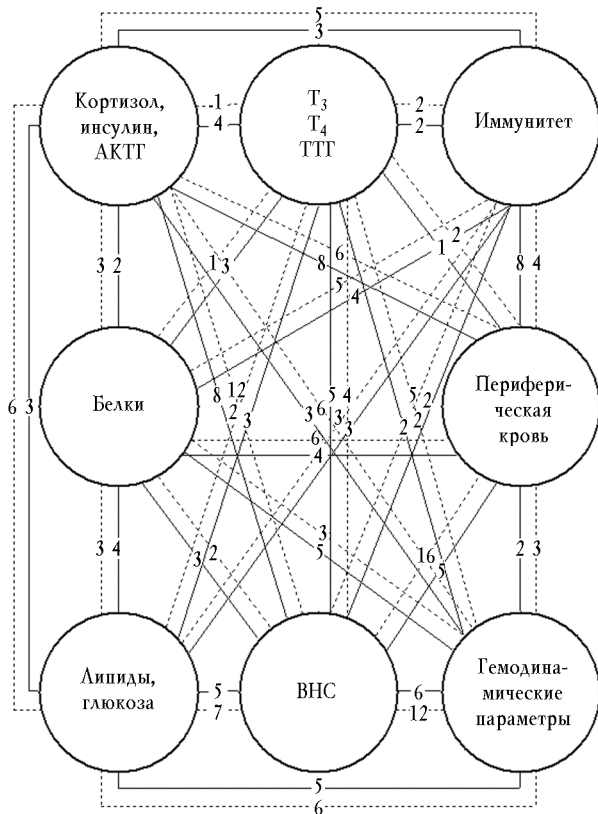 5
3
Кортизол,
инсулин,
АКТГ
1
4
Т3
Т4
ТТГ
2
2
Иммунитет
6
8
5
4
1
2
1 3
3 2
8 4
Белки
Перифери-
ческая
кровь
6 3
8
12
2
3
5 4
3 6 3
3
5
2
2 2
6
4
3 4
3 2
3
5
16
5
2 3
Липиды,
глюкоза
5
7
ВНС
6
12
Гемодина-
мические
параметры
5
6